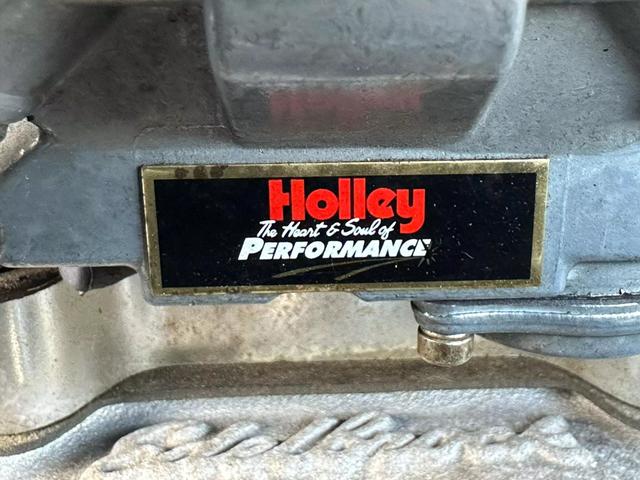 Holley
The Heart & Soul of
PERFORMANCE